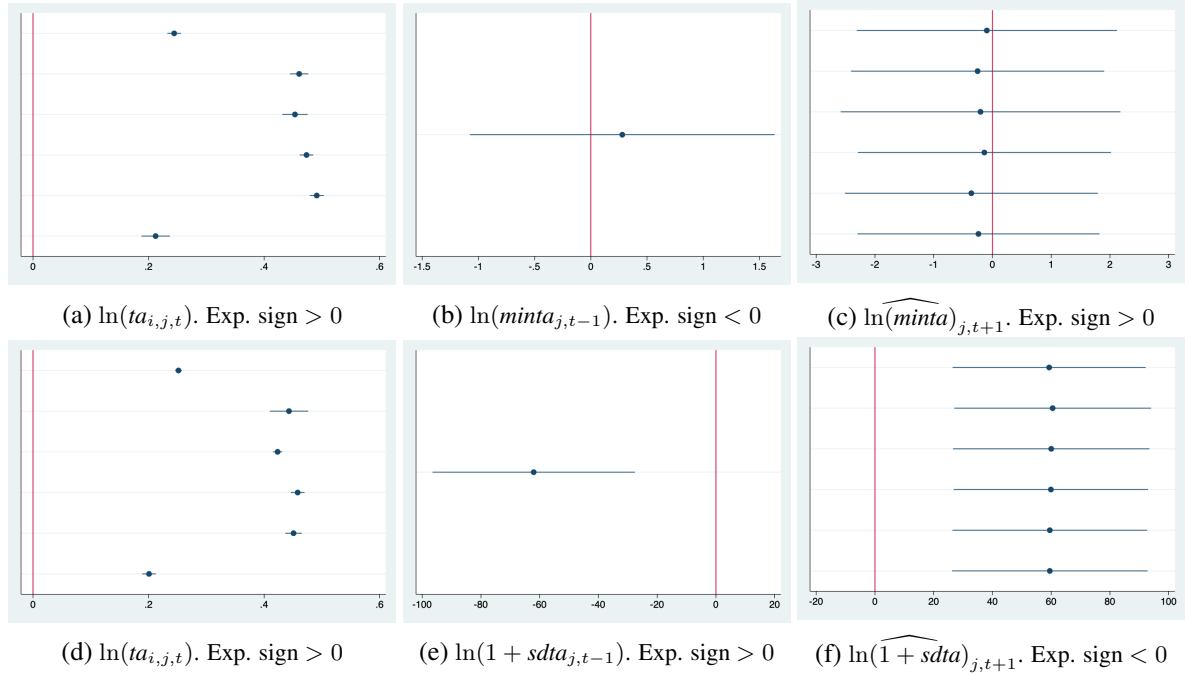 0 .2 .4 .6
-1.5 -1 -.5 0 .5 1 1.5
-3 -2 -1 0 1 2 3
(a) ln(ta_{i,j,t}). Exp. sign > 0
(b) ln(minta_{j,t−1}). Exp. sign < 0
(c) \widehat{ln(minta)}_{j,t+1}. Exp. sign > 0
0 .2 .4 .6
-100 -80 -60 -40 -20 0 20
-20 0 20 40 60 80 100
(d) ln(ta_{i,j,t}). Exp. sign > 0
(e) ln(1 + sdta_{j,t−1}). Exp. sign > 0
(f) \widehat{ln(1 + sdta)}_{j,t+1}. Exp. sign < 0